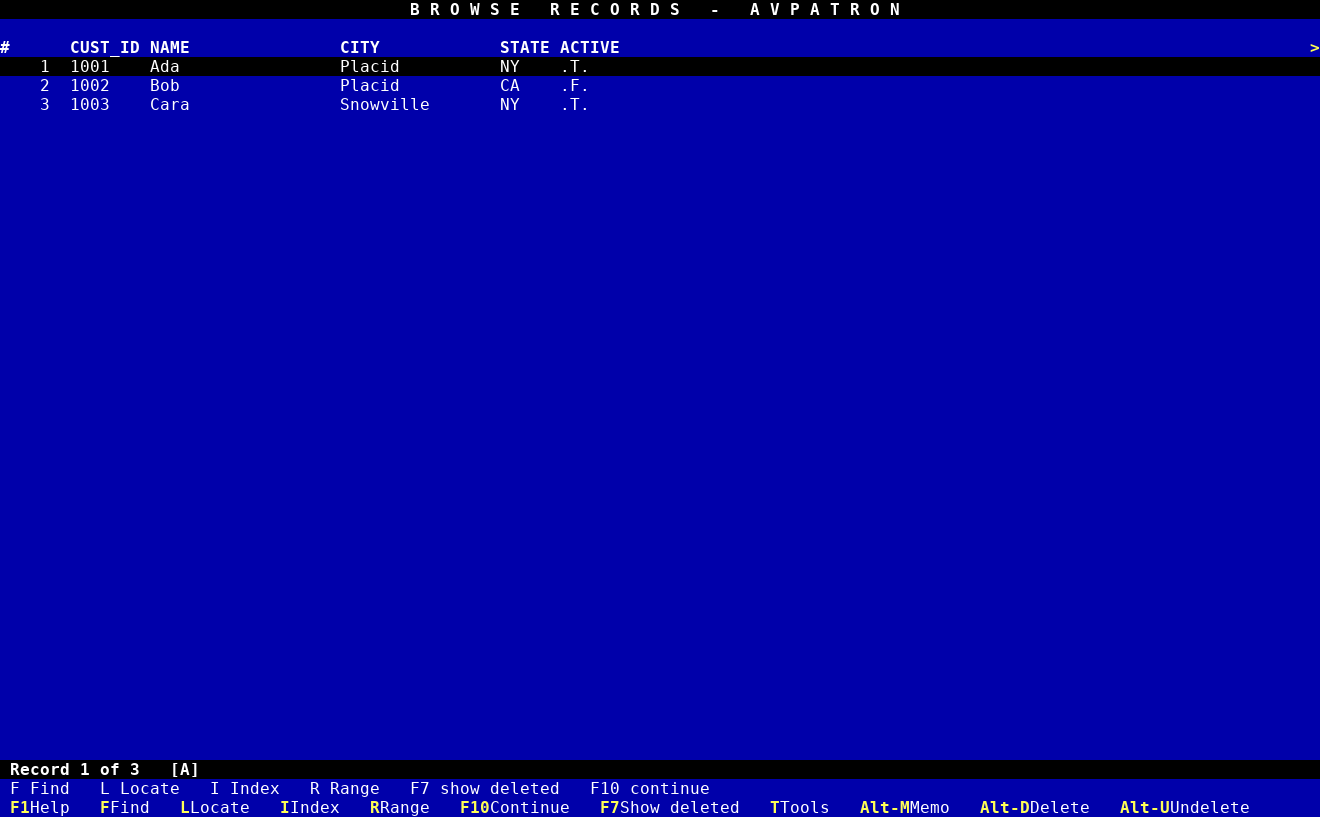 B R O W S E   R E C O R D S   -   A V P A T R O N
#      CUST_ID NAME               CITY            STATE ACTIVE >
1  1001    Ada                Placid          NY    .T.
2  1002    Bob                Placid          CA    .F.
3  1003    Cara               Snowville       NY    .T.
Record 1 of 3   [A]
F Find   L Locate   I Index   R Range   F7 show deleted   F10 continue
F1Help   FFind   LLocate   IIndex   RRange   F10Continue   F7Show deleted   TTools   Alt-MMemo   Alt-DDelete   Alt-UUndelete